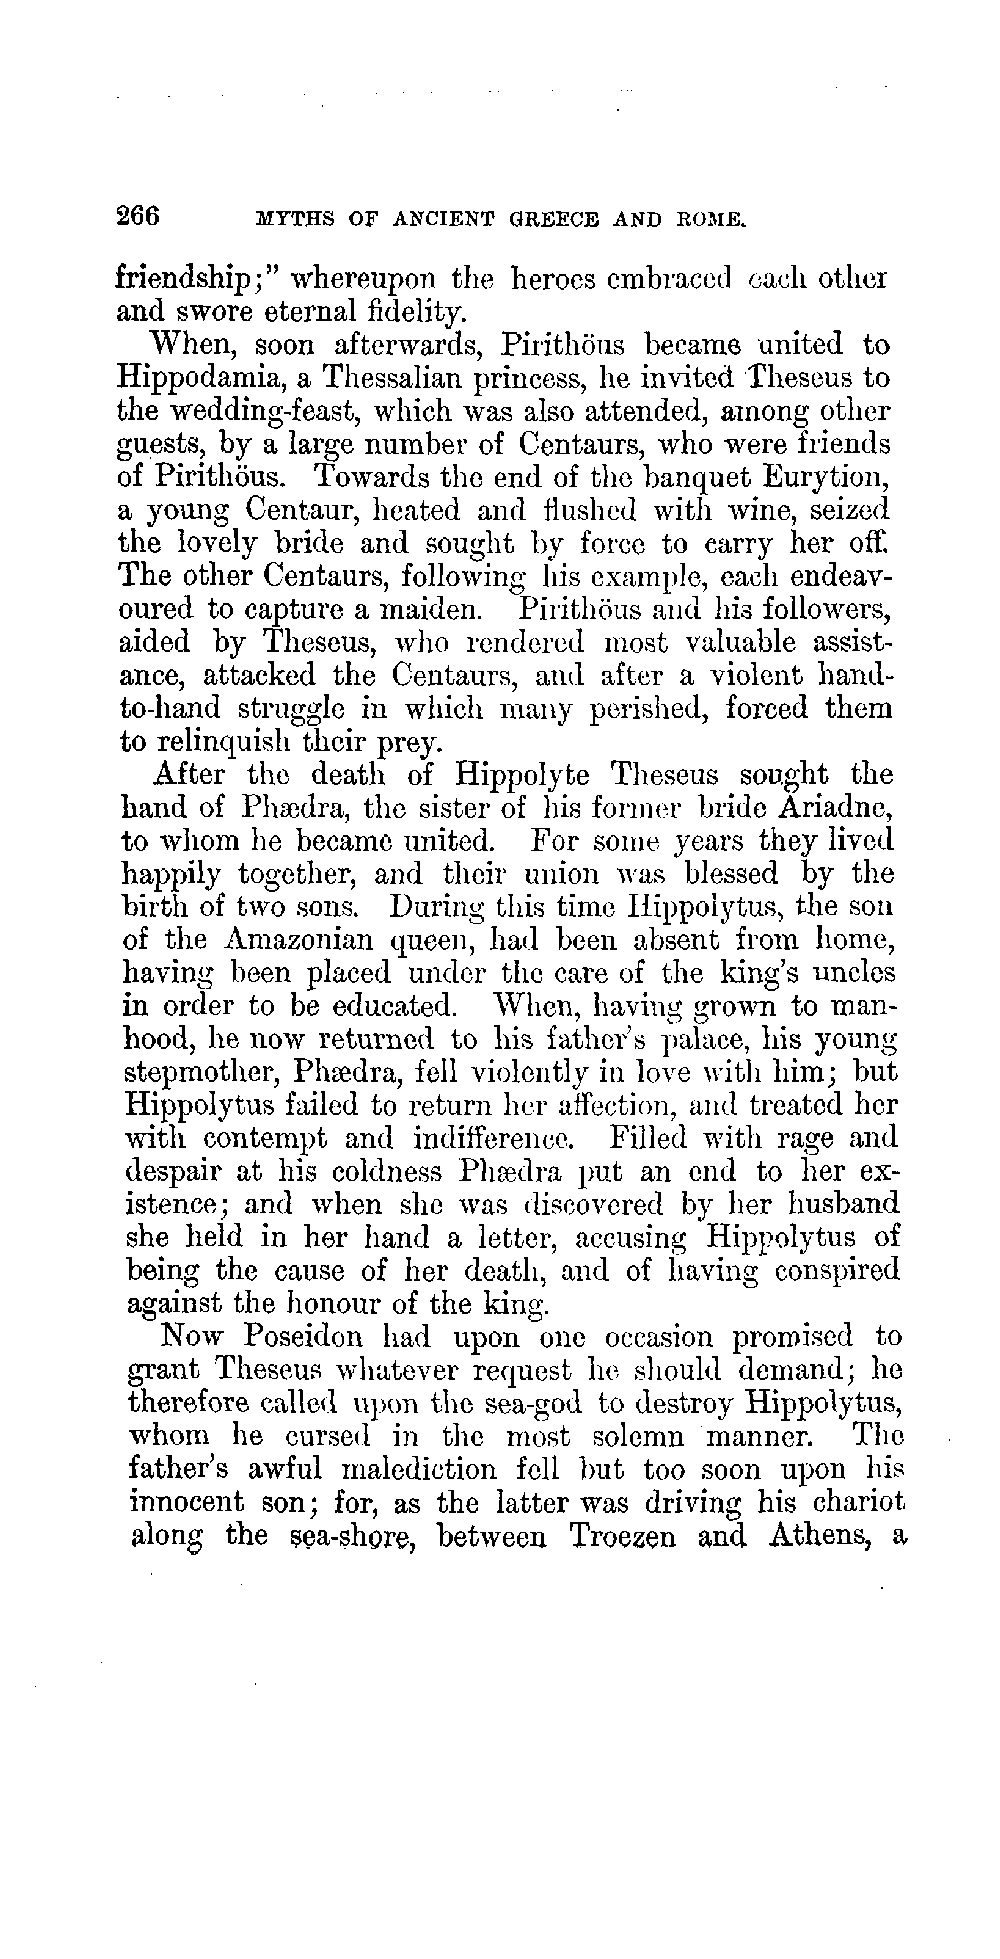 266 MYTHS OF ANCIENT GREECE AND ROME.
friendship;" whereupon the heroes embraced each other
and swore eternal fidelity.
When, soon afterwards, Pirithöus became united to
Hippodamia, a Thessalian princess, he invited Theseus to
the wedding-feast, which was also attended, among other
guests, by a large number of Centaurs, who were friends
of Pirithöus. Towards the end of the banquet Eurytion,
a young Centaur, heated and flushed with wine, seized
the lovely bride and sought by force to carry her off.
The other Centaurs, following his example, each endeav-
oured to capture a maiden. Pirithöus and his followers,
aided by Theseus, who rendered most valuable assist-
ance, attacked the Centaurs, and after a violent hand-
to-hand struggle in which many perished, forced them
to relinquish their prey.
After the death of Hippolyte Theseus sought the
hand of Phædra, the sister of his former bride Ariadne,
to whom he became united. For some years they lived
happily together, and their union was blessed by the
birth of two sons. During this time Hippolytus, the son
of the Amazonian queen, had been absent from home,
having been placed under the care of the king's uncles
in order to be educated. When, having grown to man-
hood, he now returned to his father's palace, his young
stepmother, Phædra, fell violently in love with him; but
Hippolytus failed to return her affection, and treated her
with contempt and indifference. Filled with rage and
despair at his coldness Phædra put an end to her ex-
istence; and when she was discovered by her husband
she held in her hand a letter, accusing Hippolytus of
being the cause of her death, and of having conspired
against the honour of the king.
Now Poseidon had upon one occasion promised to
grant Theseus whatever request he should demand; he
therefore called upon the sea-god to destroy Hippolytus,
whom he cursed in the most solemn manner. The
father's awful malediction fell but too soon upon his
innocent son; for, as the latter was driving his chariot
along the sea-shore, between Troezen and Athens, a